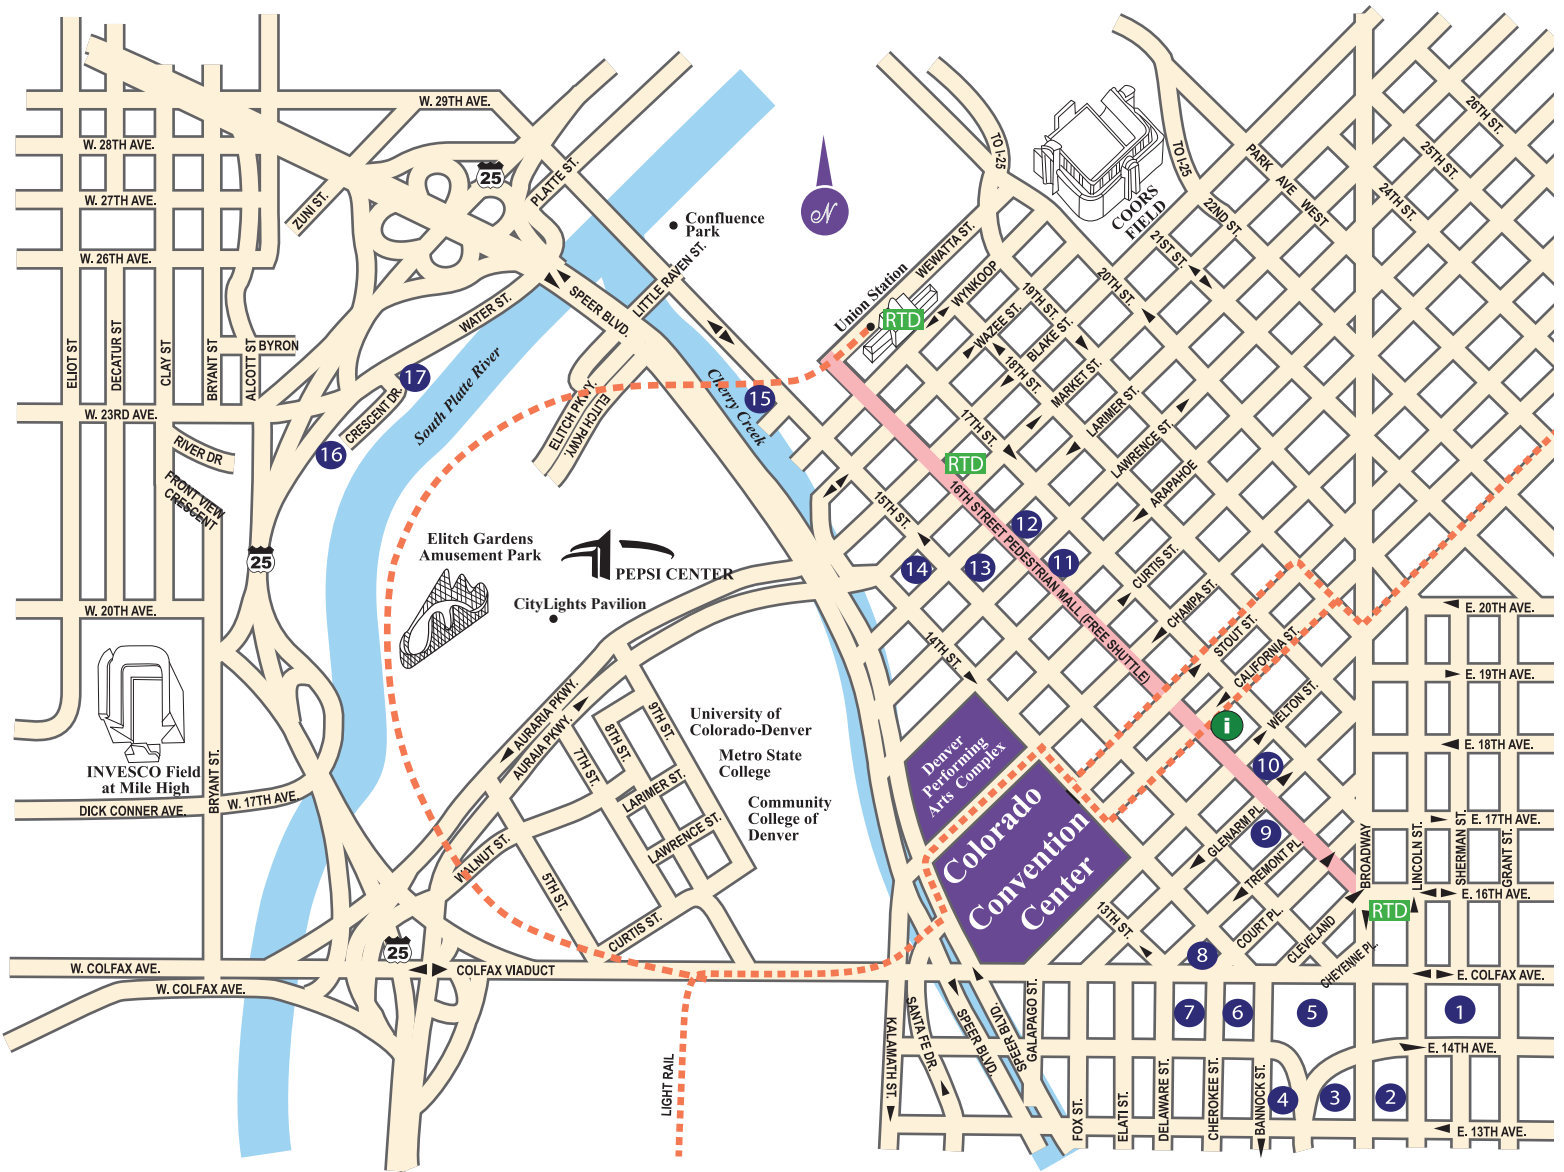 W. 29TH AVE.
W. 28TH AVE.
W. 27TH AVE.
W. 26TH AVE.
ZUNI ST.
25
PLATTE ST.
Confluence
Park
LITTLE RAVEN ST.
SPEER BLVD.
WATER ST.
N
TO I-25
TO I-25
COORS
FIELD
PARK AVE WEST
26TH ST.
25TH ST.
24TH ST.
22ND ST.
21ST ST.
20TH ST.
19TH ST.
18TH ST.
17TH ST.
WEWATTA ST.
WYNKOOP
WAZEE ST.
BLAKE ST.
MARKET ST.
LARIMER ST.
LAWRENCE ST.
ARAPAHOE
CURTIS ST.
CHAMPA ST.
STOUT ST.
CALIFORNIA ST.
WELTON ST.
GLENARM PL.
TREMONT PL.
COURT PL.
CLEVELAND
CHEYENNE PL.
Union Station
RTD
RTD
16TH STREET PEDESTRIAN MALL (FREE SHUTTLE)
15TH ST.
14TH ST.
13TH ST.
ELIOT ST
DECATUR ST
CLAY ST
BRYANT ST
ALCOTT ST
BYRON
W. 23RD AVE.
RIVER DR
FRONT VIEW
CRESCENT
CRESCENT DR.
17
16
South Platte River
Cherry Creek
15
ELITCH PKWY.
ELITCH PKWY.
25
W. 20TH AVE.
Elitch Gardens
Amusement Park
PEPSI CENTER
CityLights Pavilion
INVESCO Field
at Mile High
DICK CONNER AVE.
W. 17TH AVE.
BRYANT ST.
AURARIA PKWY.
AURAIA PKWY.
9TH ST.
8TH ST.
7TH ST.
5TH ST.
LARIMER ST.
LAWRENCE ST.
WALNUT ST.
CURTIS ST.
University of
Colorado-Denver
Metro State
College
Community
College of
Denver
Denver
Performing
Arts Complex
Colorado
Convention
Center
14
13
12
11
i
10
9
8
7
6
5
4
3
2
1
E. 20TH AVE.
E. 19TH AVE.
E. 18TH AVE.
E. 17TH AVE.
E. 16TH AVE.
E. COLFAX AVE.
E. 14TH AVE.
E. 13TH AVE.
BROADWAY
LINCOLN ST.
SHERMAN ST.
GRANT ST.
RTD
25
W. COLFAX AVE.
W. COLFAX AVE.
COLFAX VIADUCT
LIGHT RAIL
KALAMATH ST.
SANTA FE DR.
SPEER BLVD.
SPEER BLVD.
GALAPAGO ST.
FOX ST.
ELATI ST.
DELAWARE ST.
CHEROKEE ST.
BANNOCK ST.